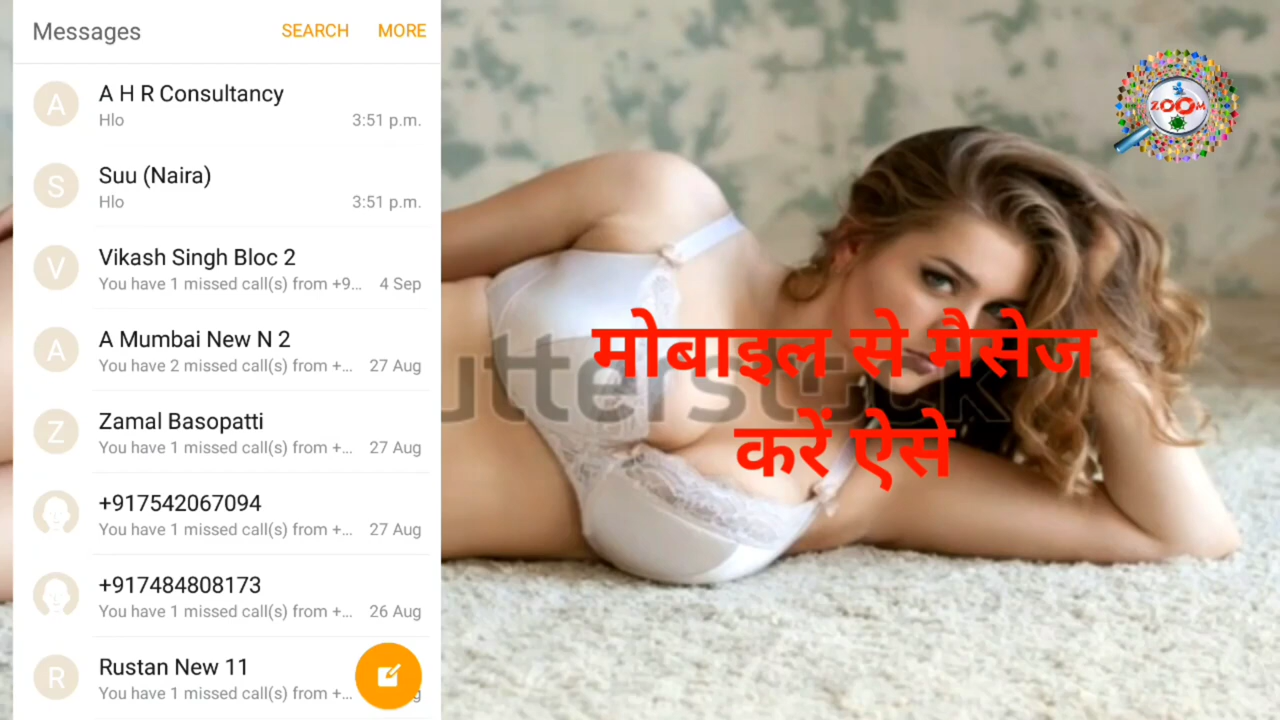 Messages
SEARCH
MORE
A
A H R Consultancy
Hlo
3:51 p.m.
S
Suu (Naira)
Hlo
3:51 p.m.
V
Vikash Singh Bloc 2
You have 1 missed call(s) from +9...
4 Sep
A
A Mumbai New N 2
You have 2 missed call(s) from +...
27 Aug
Z
Zamal Basopatti
You have 1 missed call(s) from +...
27 Aug
+917542067094
You have 1 missed call(s) from +...
27 Aug
+917484808173
You have 1 missed call(s) from +...
26 Aug
R
Rustan New 11
You have 1 missed call(s) from +...
ZOOM
मोबाइल से मैसेज
करें ऐसे
utterstock